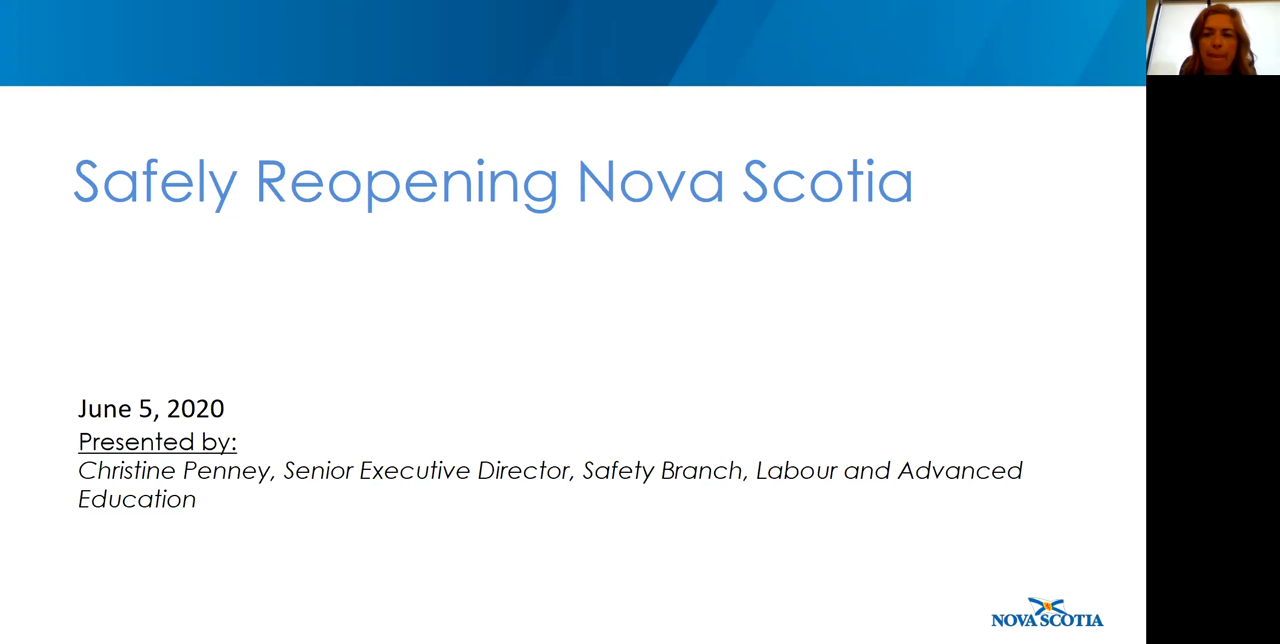 Safely Reopening Nova Scotia
June 5, 2020
Presented by:
Christine Penney, Senior Executive Director, Safety Branch, Labour and Advanced
Education
NOVA SCOTIA